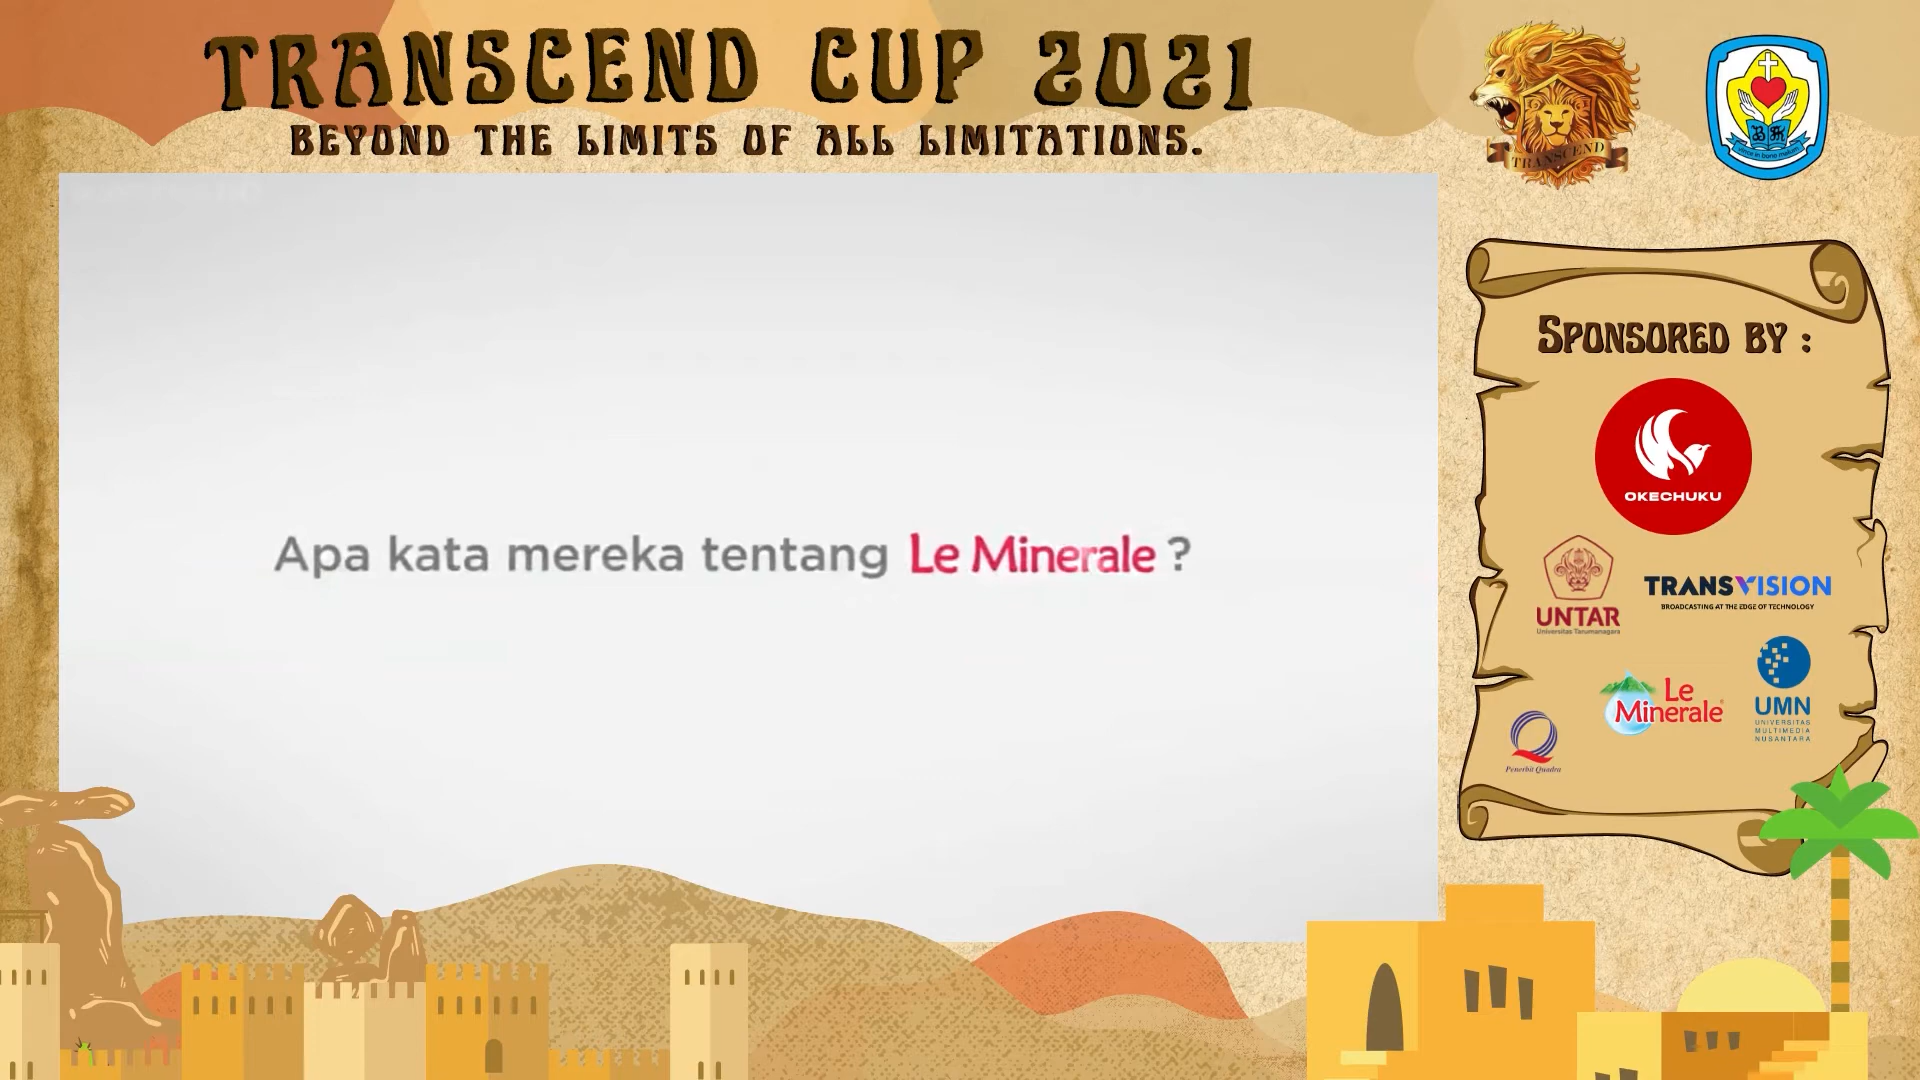 TRANSCEND CUP 2021
BEYOND THE LIMITS OF ALL LIMITATIONS.
TRANSCEND
Apa kata mereka tentang Le Minerale ?
SPONSORED BY :
OKECHUKU
UNTAR
Universitas Tarumanagara
TRANSVISION
BROADCASTING AT THE EDGE OF TECHNOLOGY
Le
Minerale
UMN
UNIVERSITAS
MULTIMEDIA
NUSANTARA
Penerbit Quadra